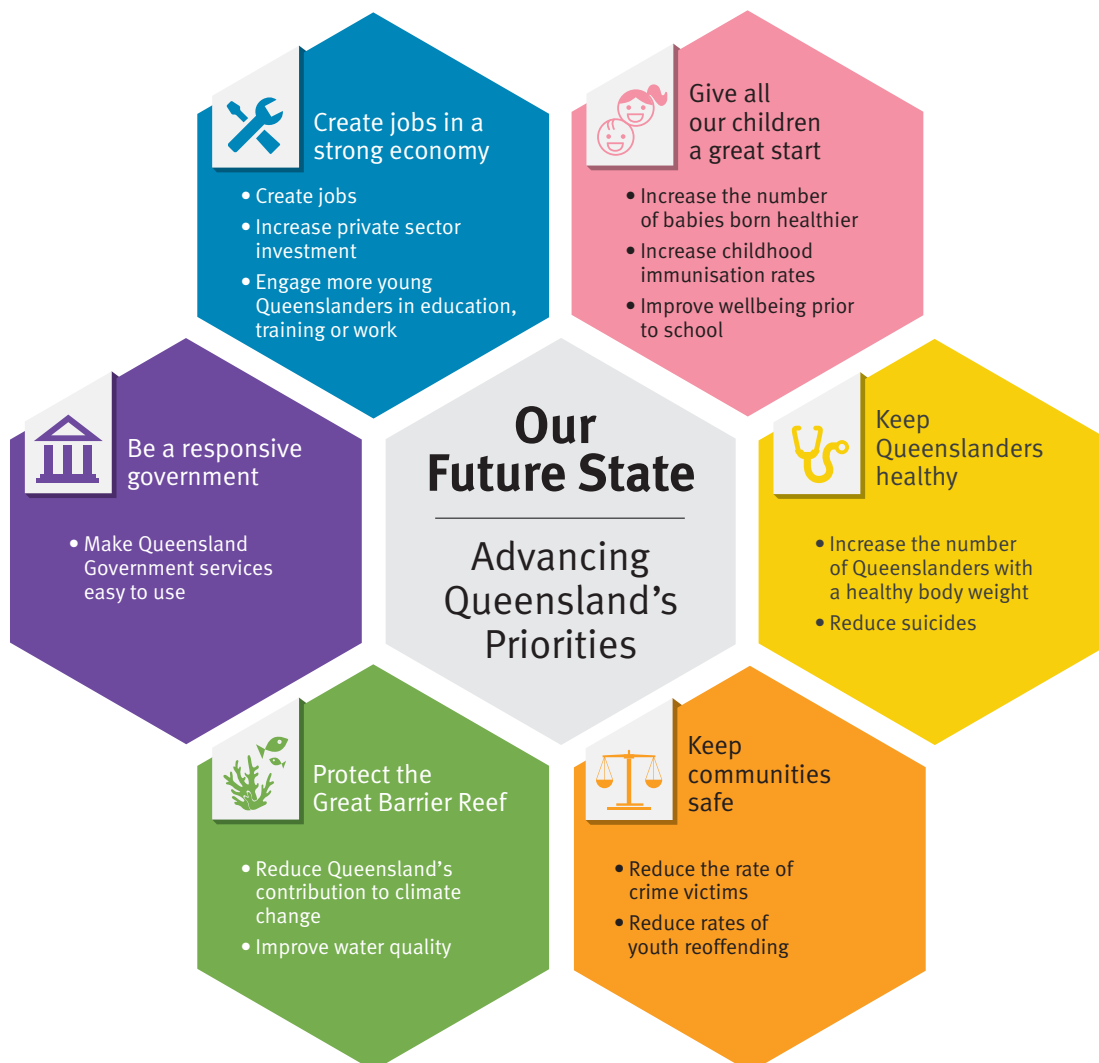 Create jobs in a
strong economy
• Create jobs
• Increase private sector
investment
• Engage more young
Queenslanders in education,
training or work
Give all
our children
a great start
• Increase the number
of babies born healthier
• Increase childhood
immunisation rates
• Improve wellbeing prior
to school
Be a responsive
government
• Make Queensland
Government services
easy to use
Our
Future State
Advancing
Queensland’s
Priorities
Keep
Queenslanders
healthy
• Increase the number
of Queenslanders with
a healthy body weight
• Reduce suicides
Protect the
Great Barrier Reef
• Reduce Queensland’s
contribution to climate
change
• Improve water quality
Keep
communities
safe
• Reduce the rate of
crime victims
• Reduce rates of
youth reoffending